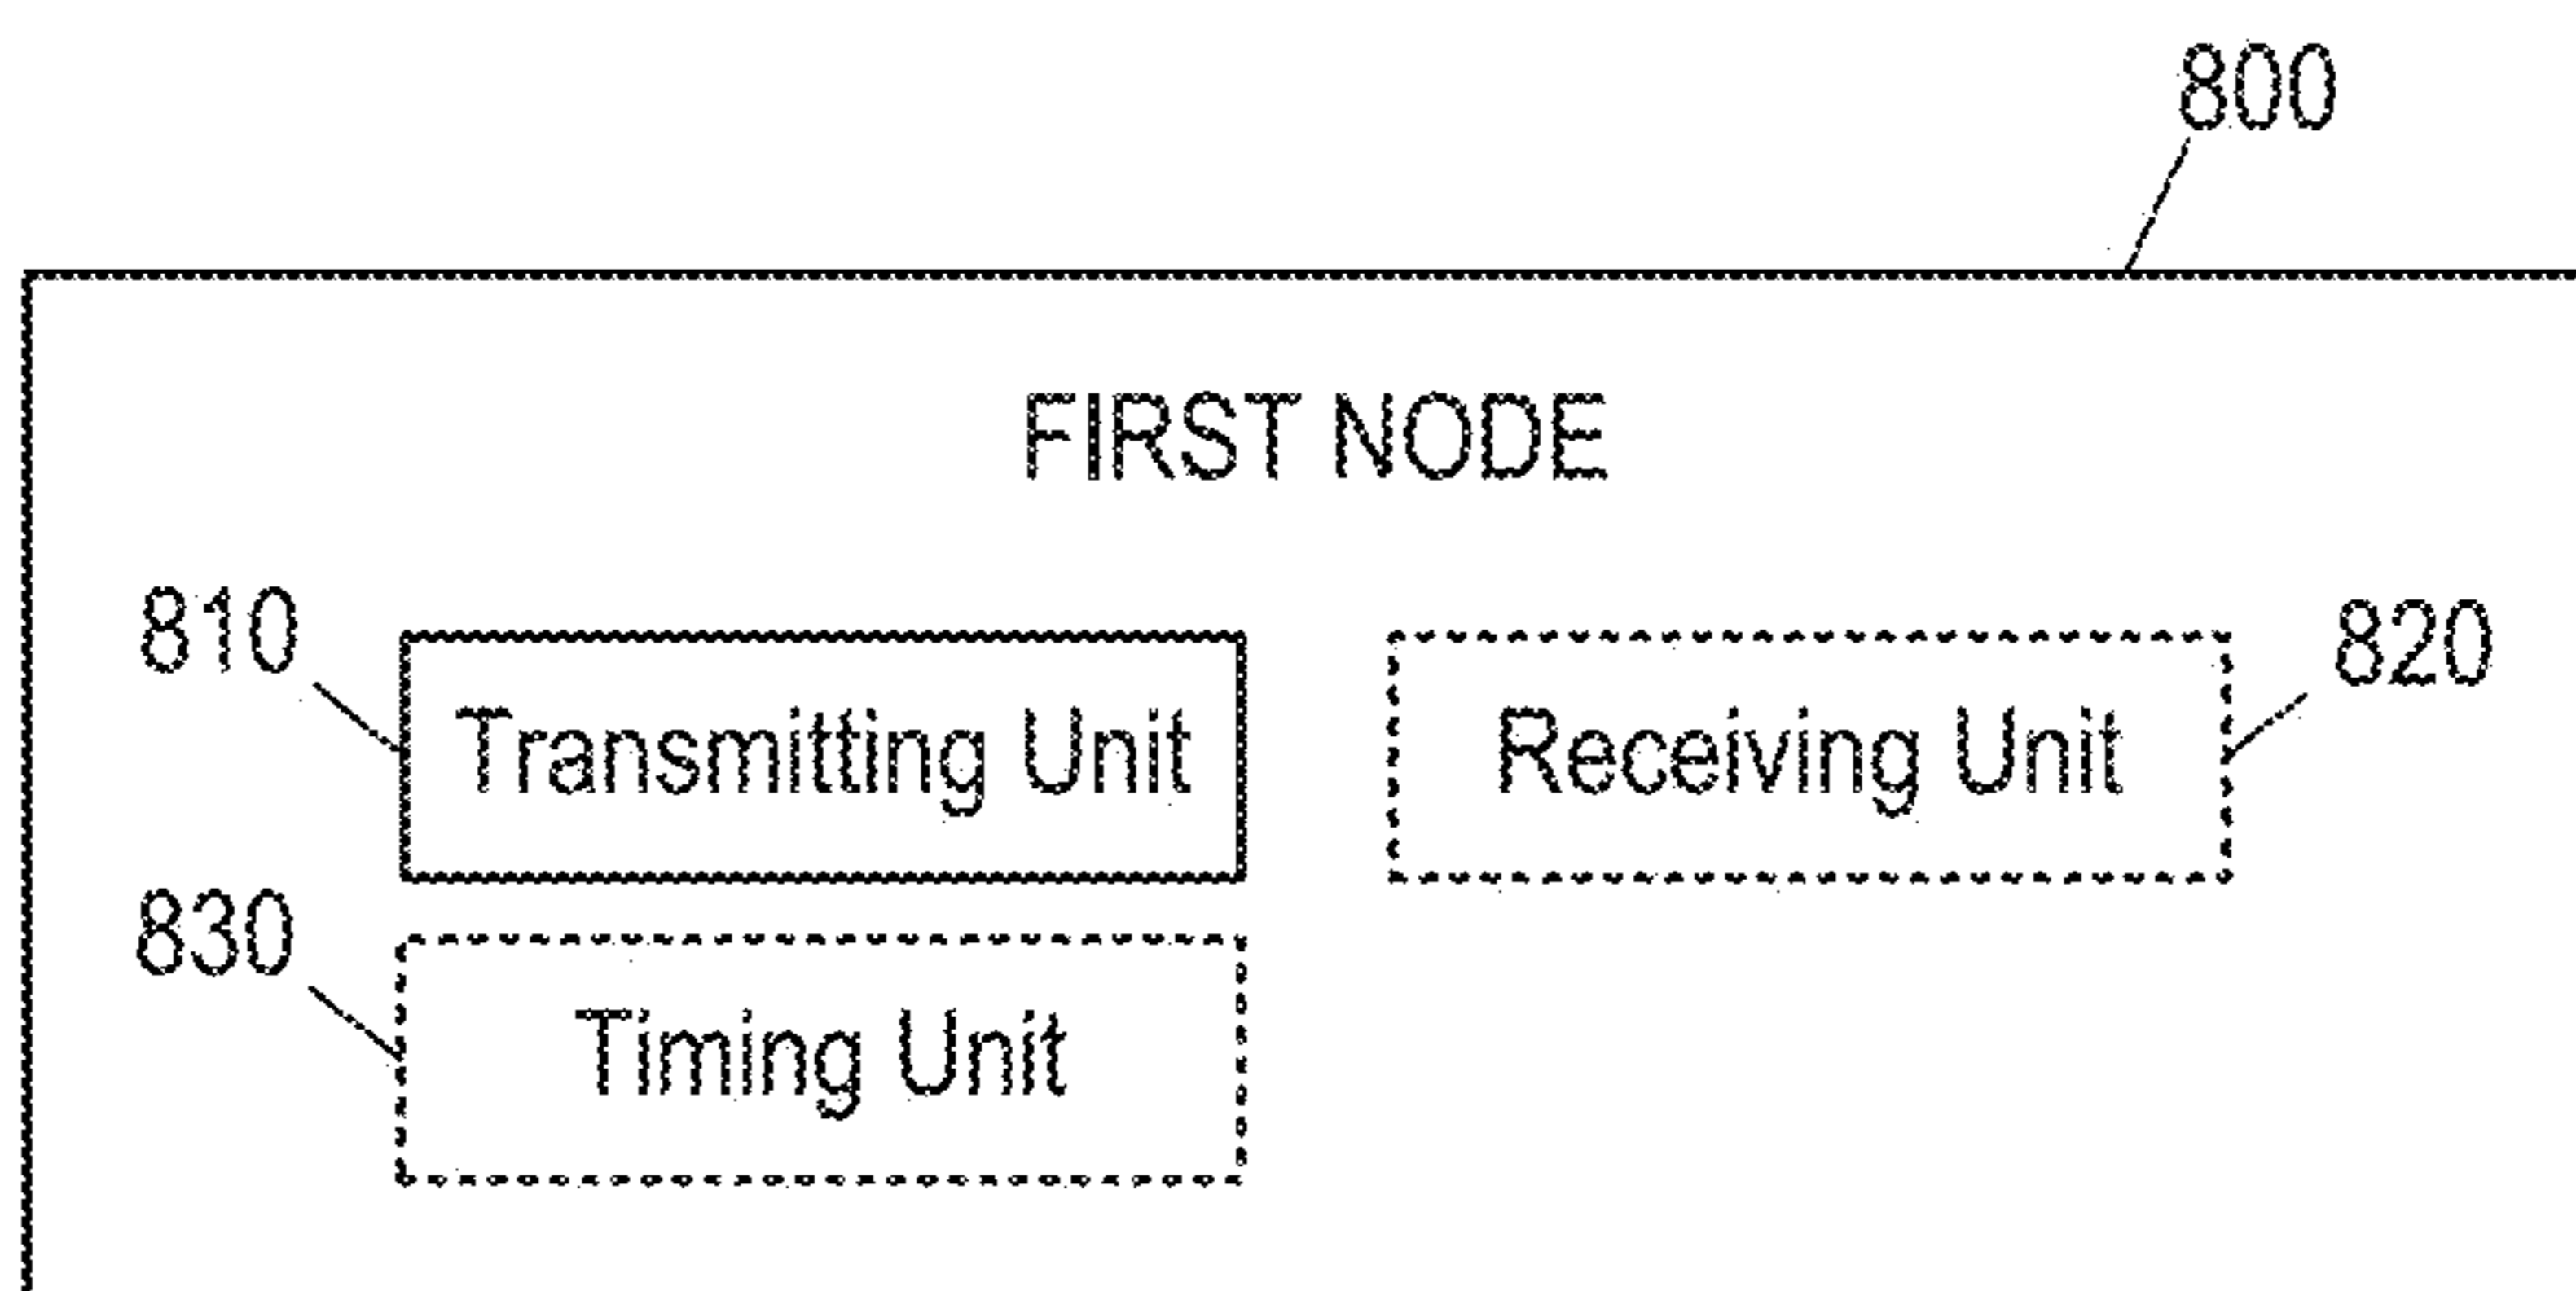 800
FIRST NODE
810
Transmitting Unit
Receiving Unit
820
830
Timing Unit